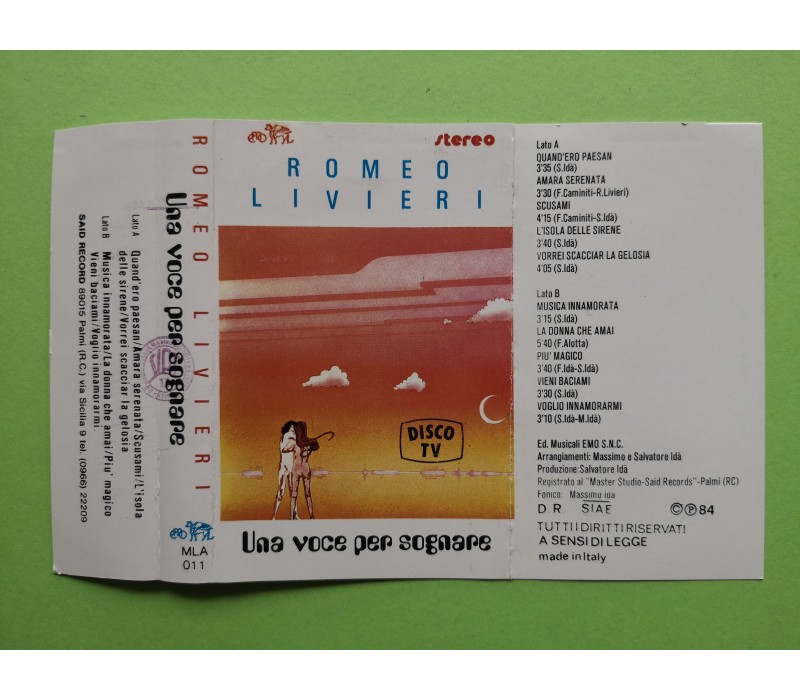 Lato A
Quand'ero paesan/Amara serenata/Scusami/L'isola
delle sirene/Vorrei scacciar la gelosia
Lato B
Musica innamorata/La donna che amai/Piu' magico
Vieni baciami/Voglio innamorarmi.
SAID RECORD 89015 Palmi (R.C.) via Sicilia 9 tel. (0966) 22209
ROMEO LIVIERI
Una voce per sognare
MLA
011
stereo
ROMEO
LIVIERI
DISCO
TV
Una voce per sognare
Lato A
QUAND'ERO PAESAN
3'35 (S.Idà)
AMARA SERENATA
3'30 (F.Caminiti-R.Livieri)
SCUSAMI
4'15 (F.Caminiti-S.Idà)
L'ISOLA DELLE SIRENE
3'40 (S.Idà)
VORREI SCACCIAR LA GELOSIA
4'05 (S.Idà)
Lato B
MUSICA INNAMORATA
3'15 (S.Idà)
LA DONNA CHE AMAI
5'40 (F.Alotta)
PIU' MAGICO
3'40 (F.Idà-S.Idà)
VIENI BACIAMI
3'30 (S.Idà)
VOGLIO INNAMORARMI
3'10 (S.Idà-M.Idà)
Ed. Musicali EMO S.N.C.
Arrangiamenti: Massimo e Salvatore Idà
Produzione: Salvatore Idà
Registrato al "Master Studio-Said Records"-Palmi (RC)
Fonico: Massimo Ida
D R SIAE ©℗84
TUTTI I DIRITTI RISERVATI
A SENSI DI LEGGE
made in Italy